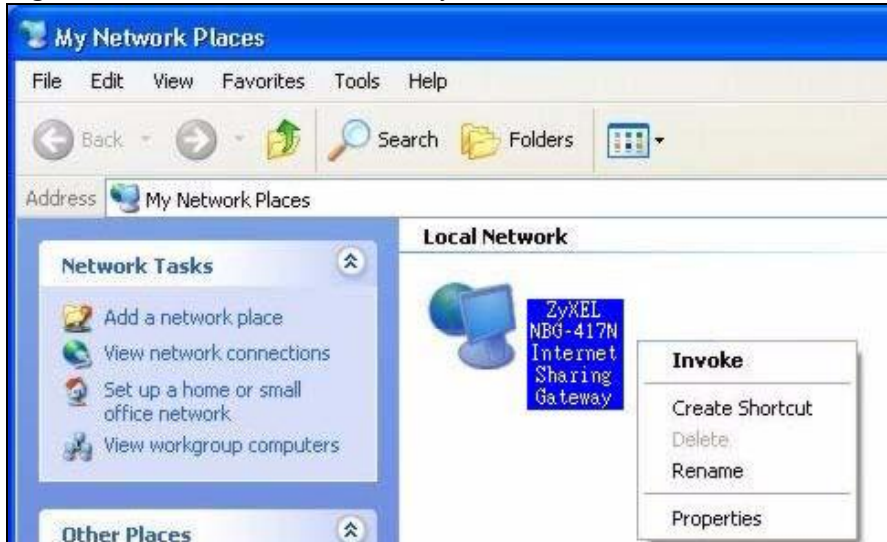 My Network Places
File Edit View Favorites Tools Help
Back Search Folders
Address My Network Places
Network Tasks
Add a network place
View network connections
Set up a home or small
office network
View workgroup computers
Other Places
Local Network
ZyXEL
NBG-417N
Internet
Sharing
Gateway
Invoke
Create Shortcut
Delete
Rename
Properties